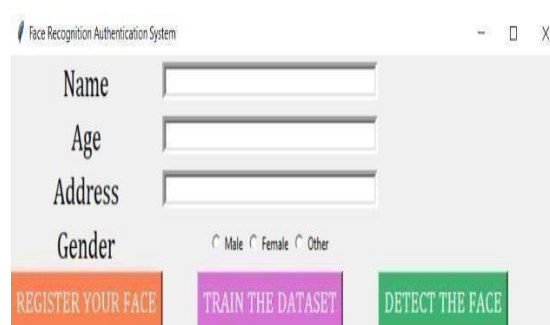 Face Recognition Authentication System
Name
Age
Address
Gender Male Female Other
REGISTER YOUR FACE TRAIN THE DATASET DETECT THE FACE